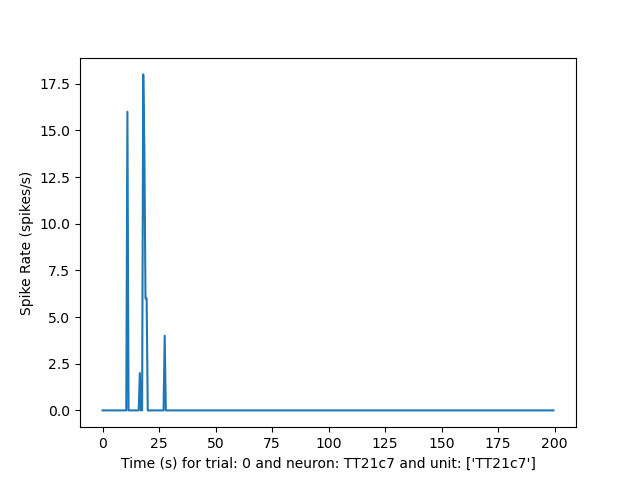 17.5
15.0
12.5
10.0
7.5
5.0
2.5
0.0
Spike Rate (spikes/s)
0 25 50 75 100 125 150 175 200
Time (s) for trial: 0 and neuron: TT21c7 and unit: ['TT21c7']